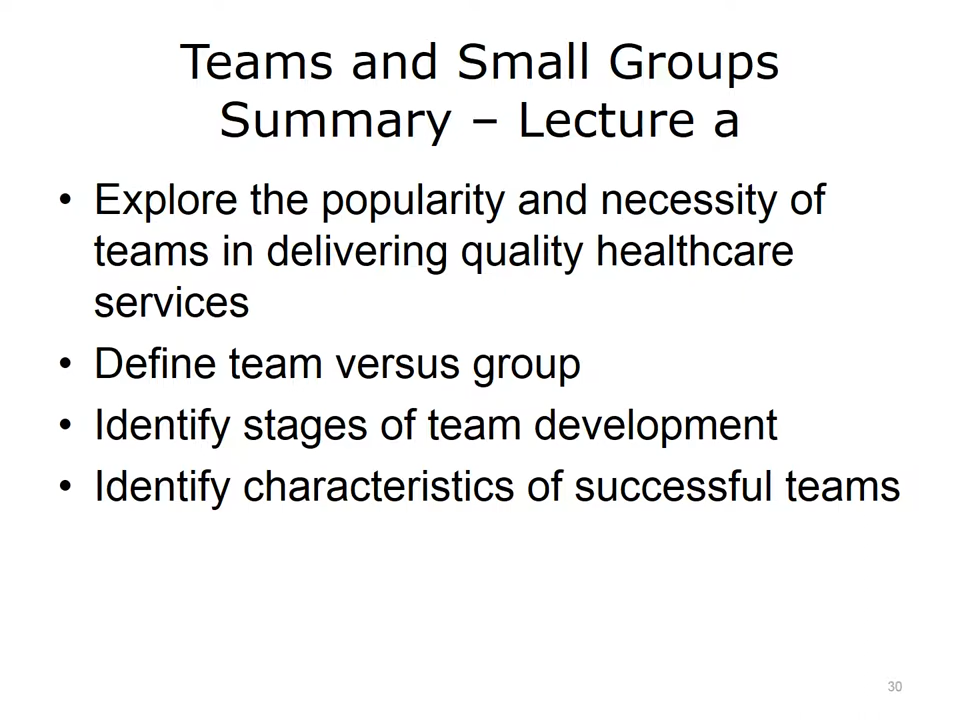 Teams and Small Groups
Summary – Lecture a
• Explore the popularity and necessity of
teams in delivering quality healthcare
services
• Define team versus group
• Identify stages of team development
• Identify characteristics of successful teams
30